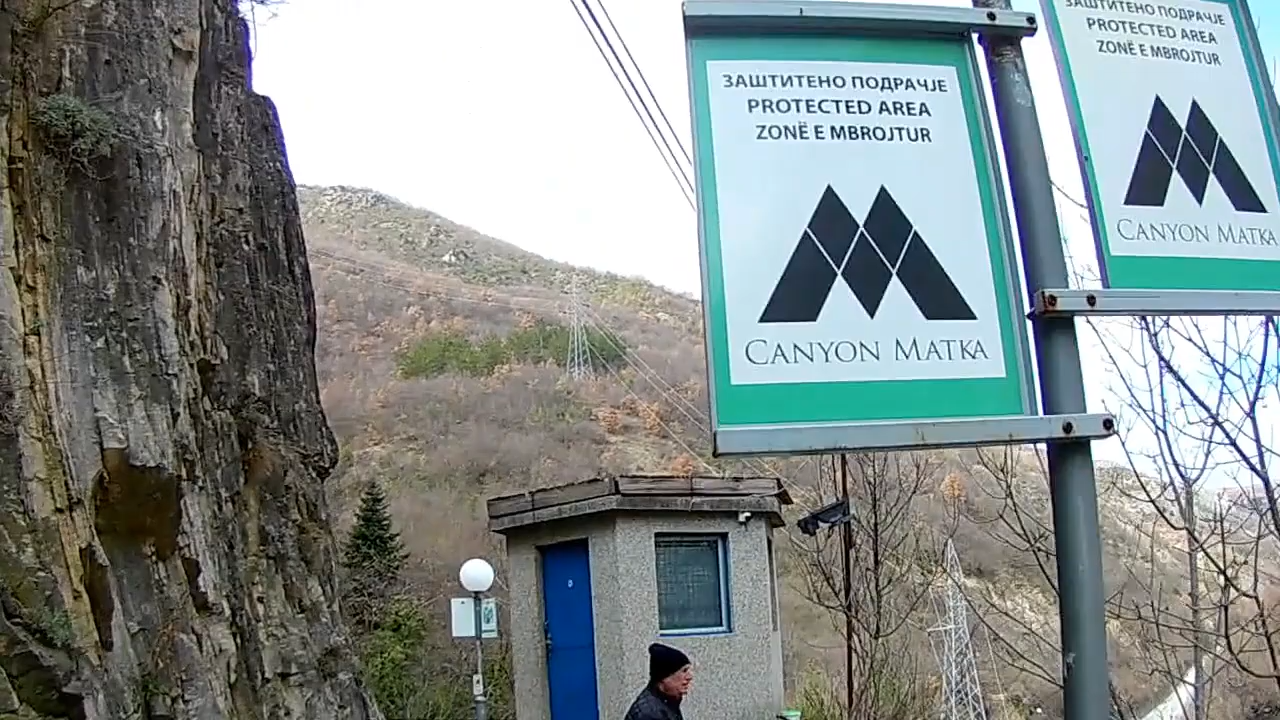 ЗАШТИТЕНО ПОДРАЧЈЕ
PROTECTED AREA
ZONË E MBROJTUR
CANYON MATKA
ЗАШТИТЕНО ПОДРАЧЈЕ
PROTECTED AREA
ZONË E MBROJTUR
CANYON MATKA